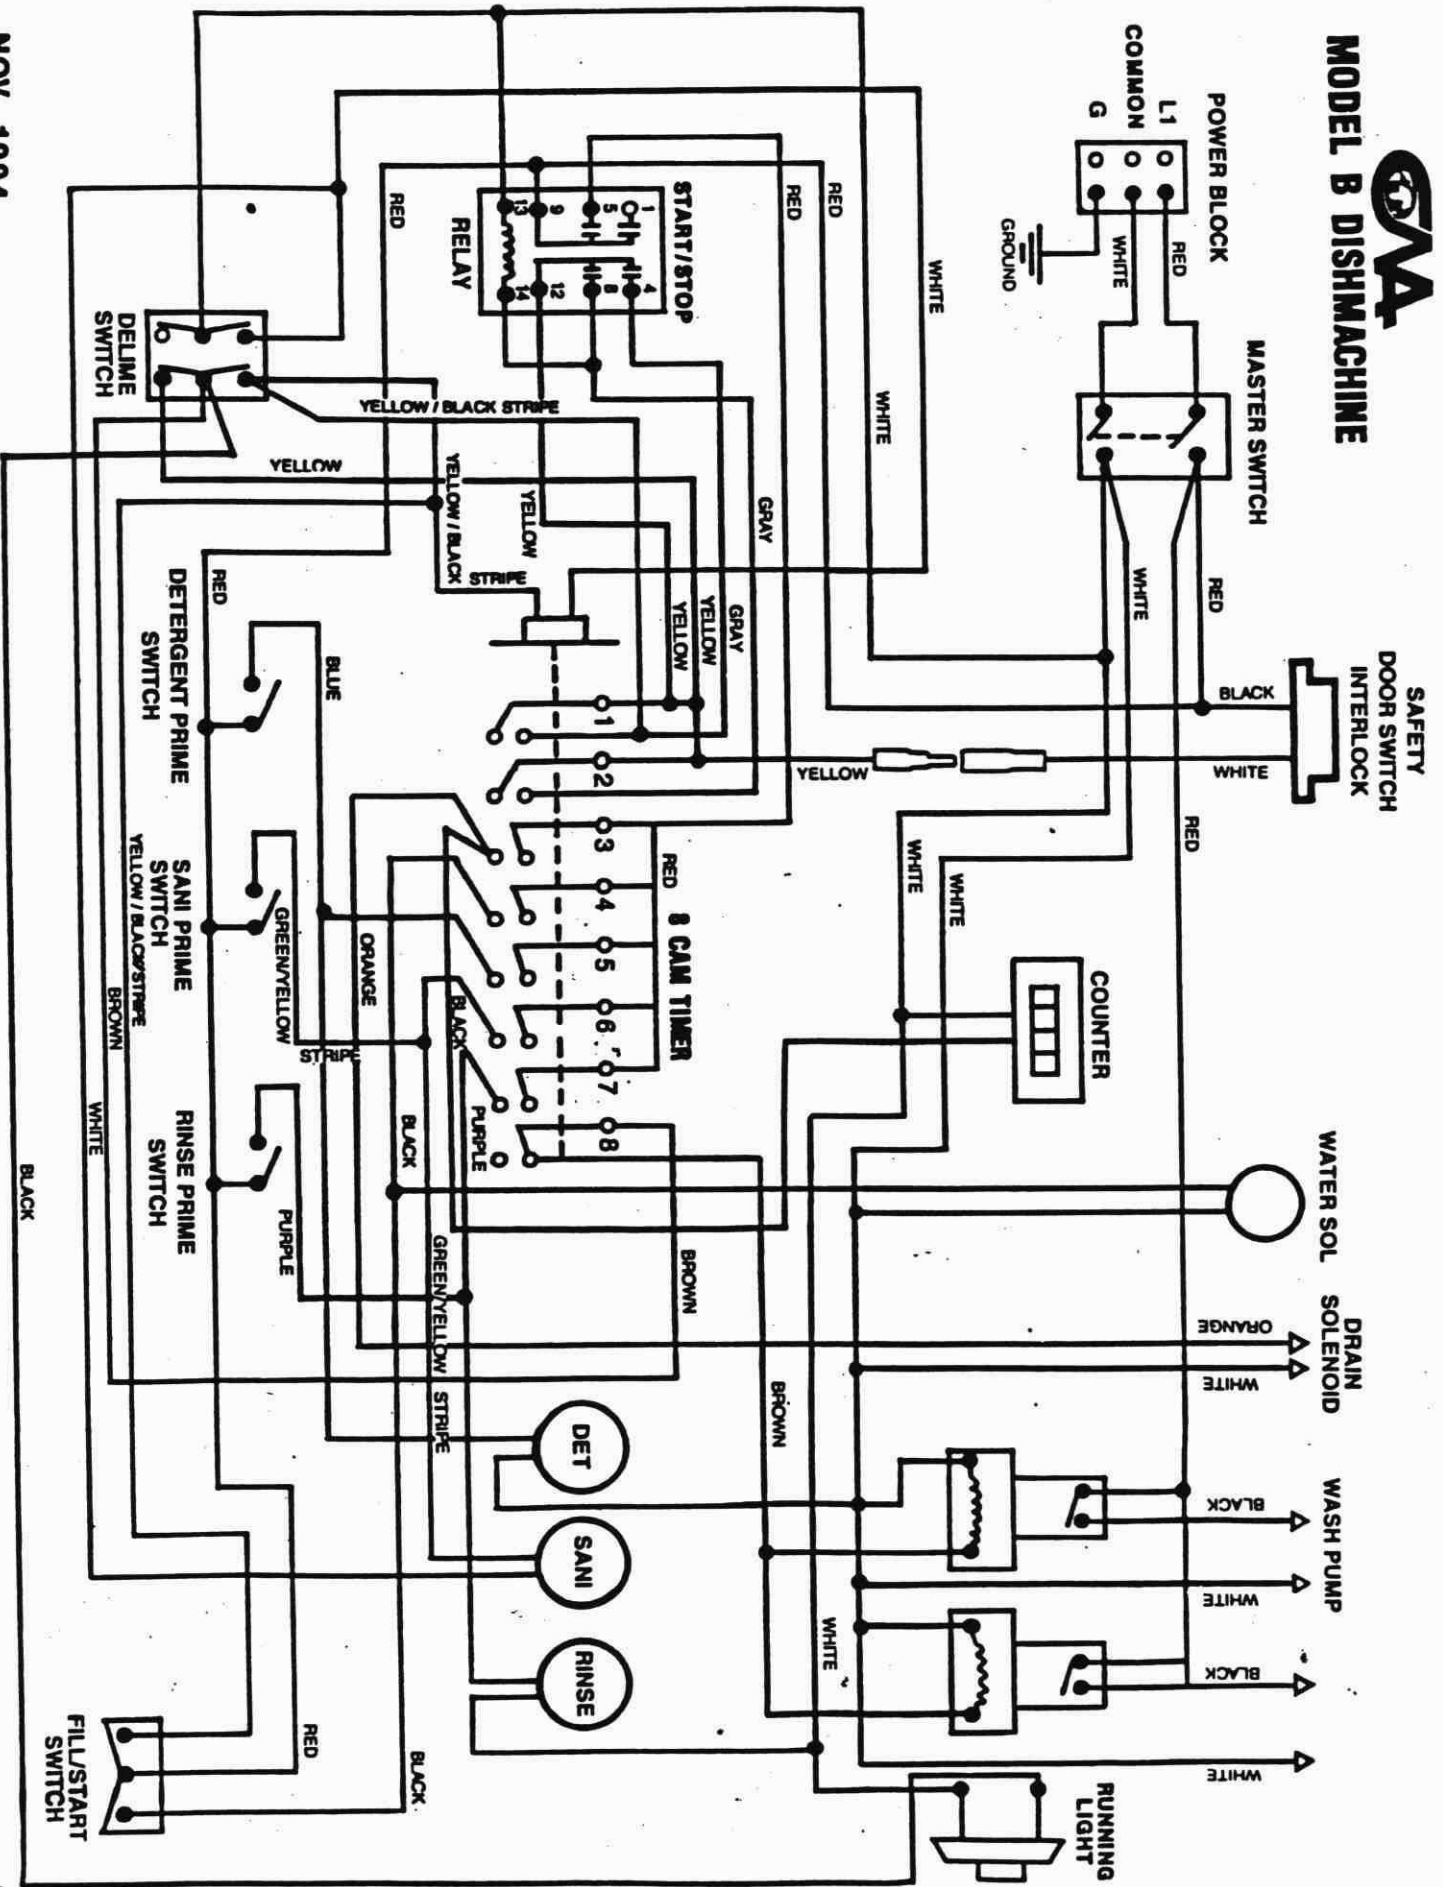 MODEL B DISHMACHINE
POWER BLOCK
L1
COMMON
G
RED
WHITE
GROUND
MASTER SWITCH
RED
WHITE
SAFETY
DOOR SWITCH
INTERLOCK
BLACK
WHITE
RED
YELLOW
WHITE
WHITE
COUNTER
WATER SOL
DRAIN
SOLENOID
ORANGE
WHITE
WASH PUMP
BLACK
WHITE
BLACK
WHITE
RUNNING
LIGHT
WHITE
WHITE
RED
RED
START/STOP
1
5
9
13
4
8
12
14
RELAY
RED
GRAY
GRAY
YELLOW
YELLOW
YELLOW
YELLOW / BLACK STRIPE
YELLOW / BLACK
STRIPE
YELLOW
DELIME
SWITCH
8 CAM TIMER
RED
1
2
3
4
5
6
7
8
PURPLE
BLACK
BLACK
ORANGE
BLUE
RED
DETERGENT PRIME
SWITCH
GREEN/YELLOW
STRIPE
SANI PRIME
SWITCH
YELLOW / BLACK/STRIPE
BROWN
WHITE
BLACK
RINSE PRIME
SWITCH
PURPLE
GREEN/YELLOW STRIPE
BROWN
BROWN
DET
SANI
RINSE
WHITE
RED
BLACK
FILL/START
SWITCH